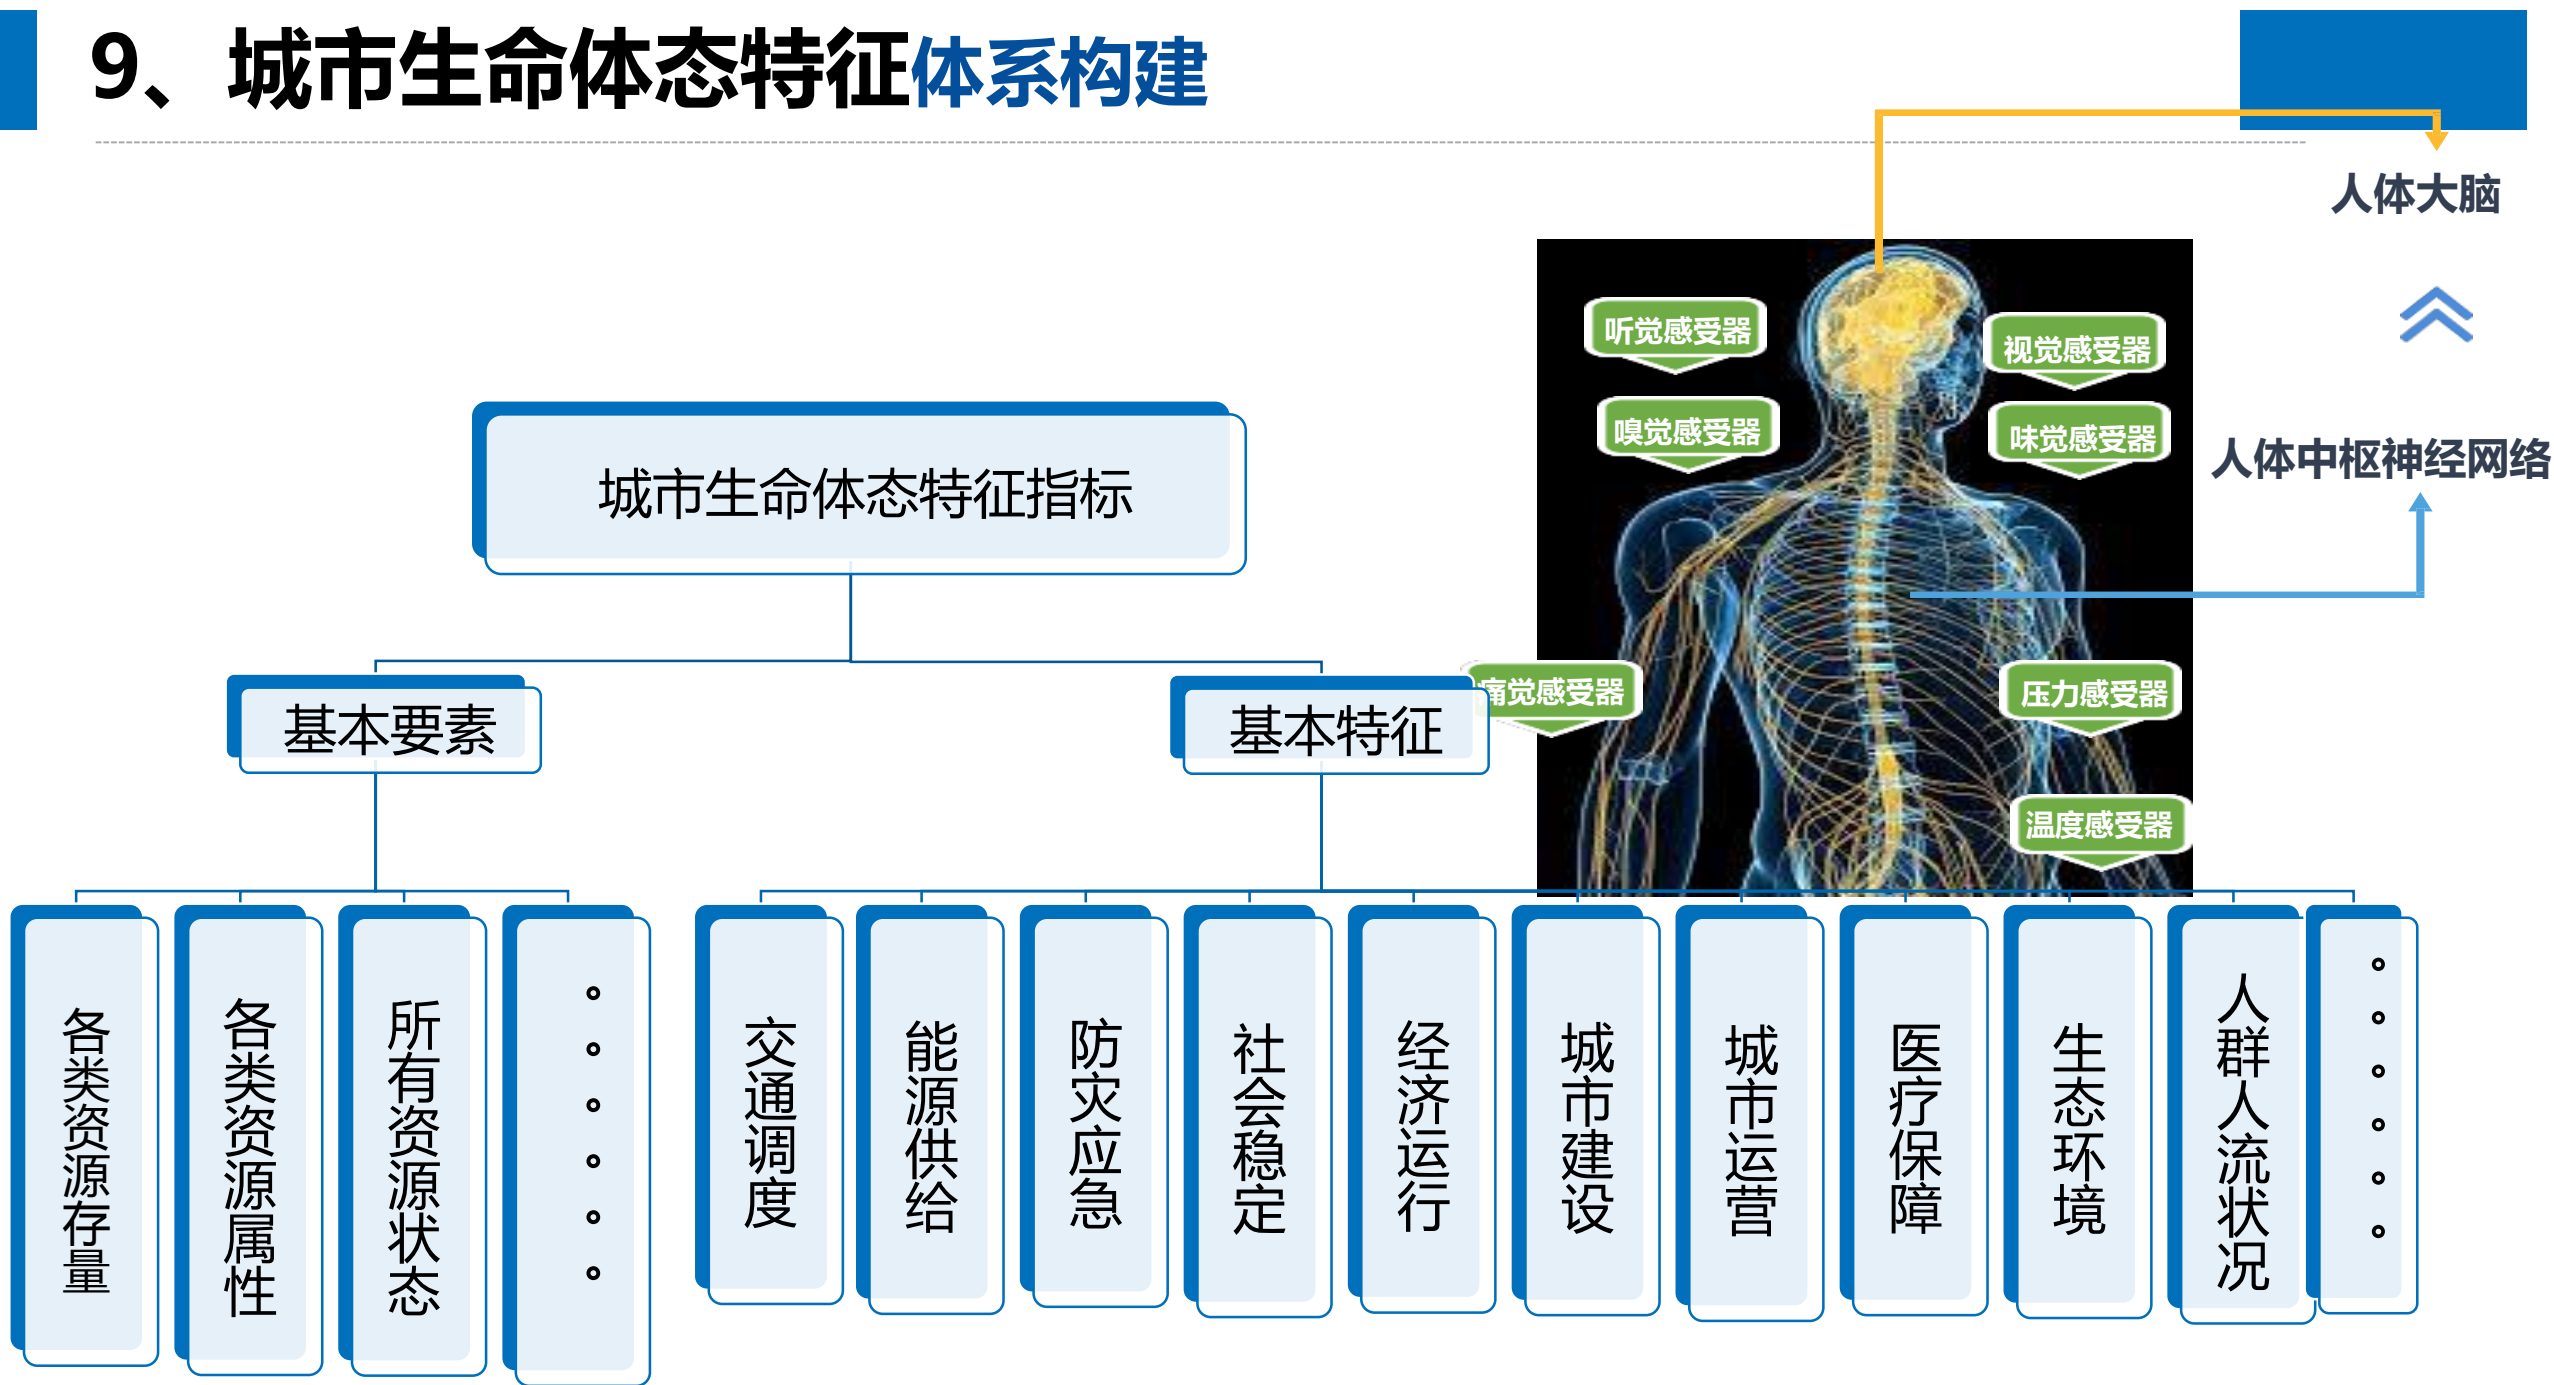 9、城市生命体态特征体系构建
人体大脑
听觉感受器
视觉感受器
嗅觉感受器
味觉感受器
人体中枢神经网络
城市生命体态特征指标
痛觉感受器
压力感受器
基本要素
基本特征
温度感受器
各类资源存量
各类资源属性
所有资源状态
。。。。。。
交通调度
能源供给
防灾应急
社会稳定
经济运行
城市建设
城市运营
医疗保障
生态环境
人群人流状况
。。。。。。